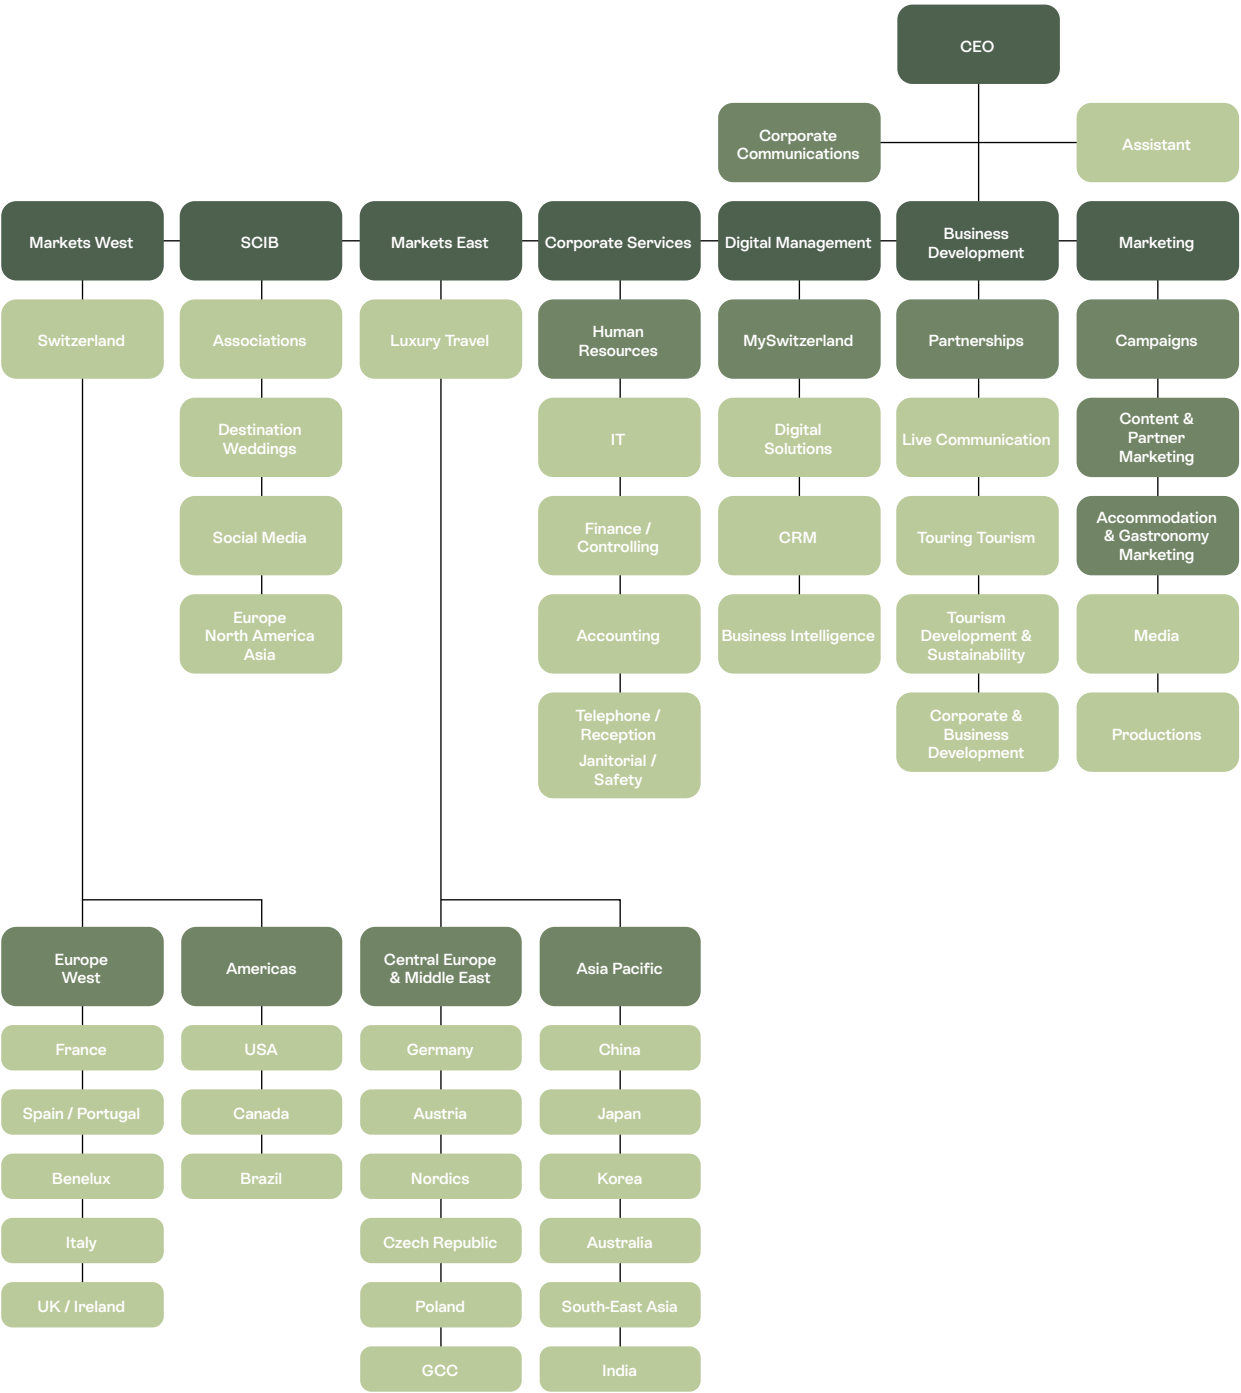 CEO
Corporate
Communications
Assistant
Markets West
SCIB
Markets East
Corporate Services
Digital Management
Business
Development
Marketing
Switzerland
Associations
Luxury Travel
Human
Resources
MySwitzerland
Partnerships
Campaigns
Destination
Weddings
IT
Digital
Solutions
Live Communication
Content &
Partner
Marketing
Social Media
Finance /
Controlling
CRM
Touring Tourism
Accommodation
& Gastronomy
Marketing
Europe
North America
Asia
Accounting
Business Intelligence
Tourism
Development &
Sustainability
Media
Telephone /
Reception
Janitorial /
Safety
Corporate &
Business
Development
Productions
Europe
West
Americas
Central Europe
& Middle East
Asia Pacific
France
USA
Germany
China
Spain / Portugal
Canada
Austria
Japan
Benelux
Brazil
Nordics
Korea
Italy
Czech Republic
Australia
UK / Ireland
Poland
South-East Asia
GCC
India